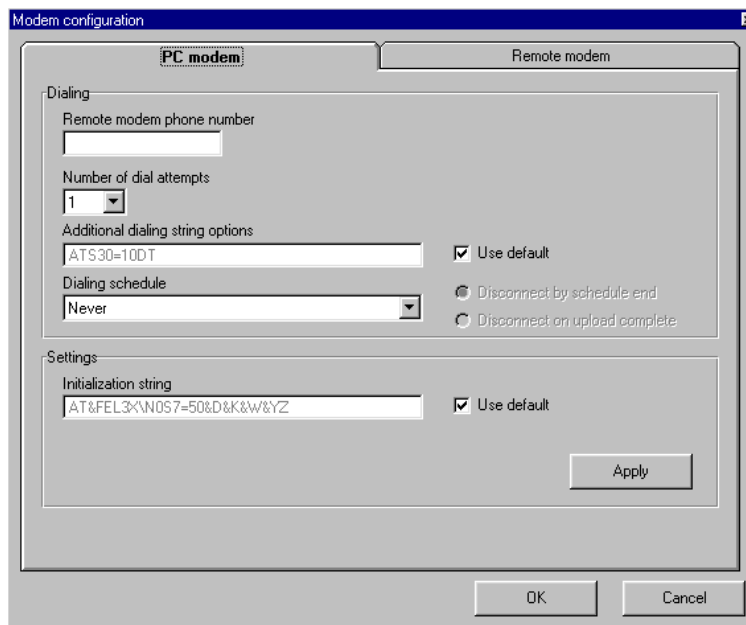 Modem configuration
PC modem
Remote modem
Dialing
Remote modem phone number
Number of dial attempts
1
Additional dialing string options
ATS30=10DT
Use default
Dialing schedule
Never
Disconnect by schedule end
Disconnect on upload complete
Settings
Initialization string
AT&FEL3X\N0S7=50&D&K&W&YZ
Use default
Apply
OK
Cancel